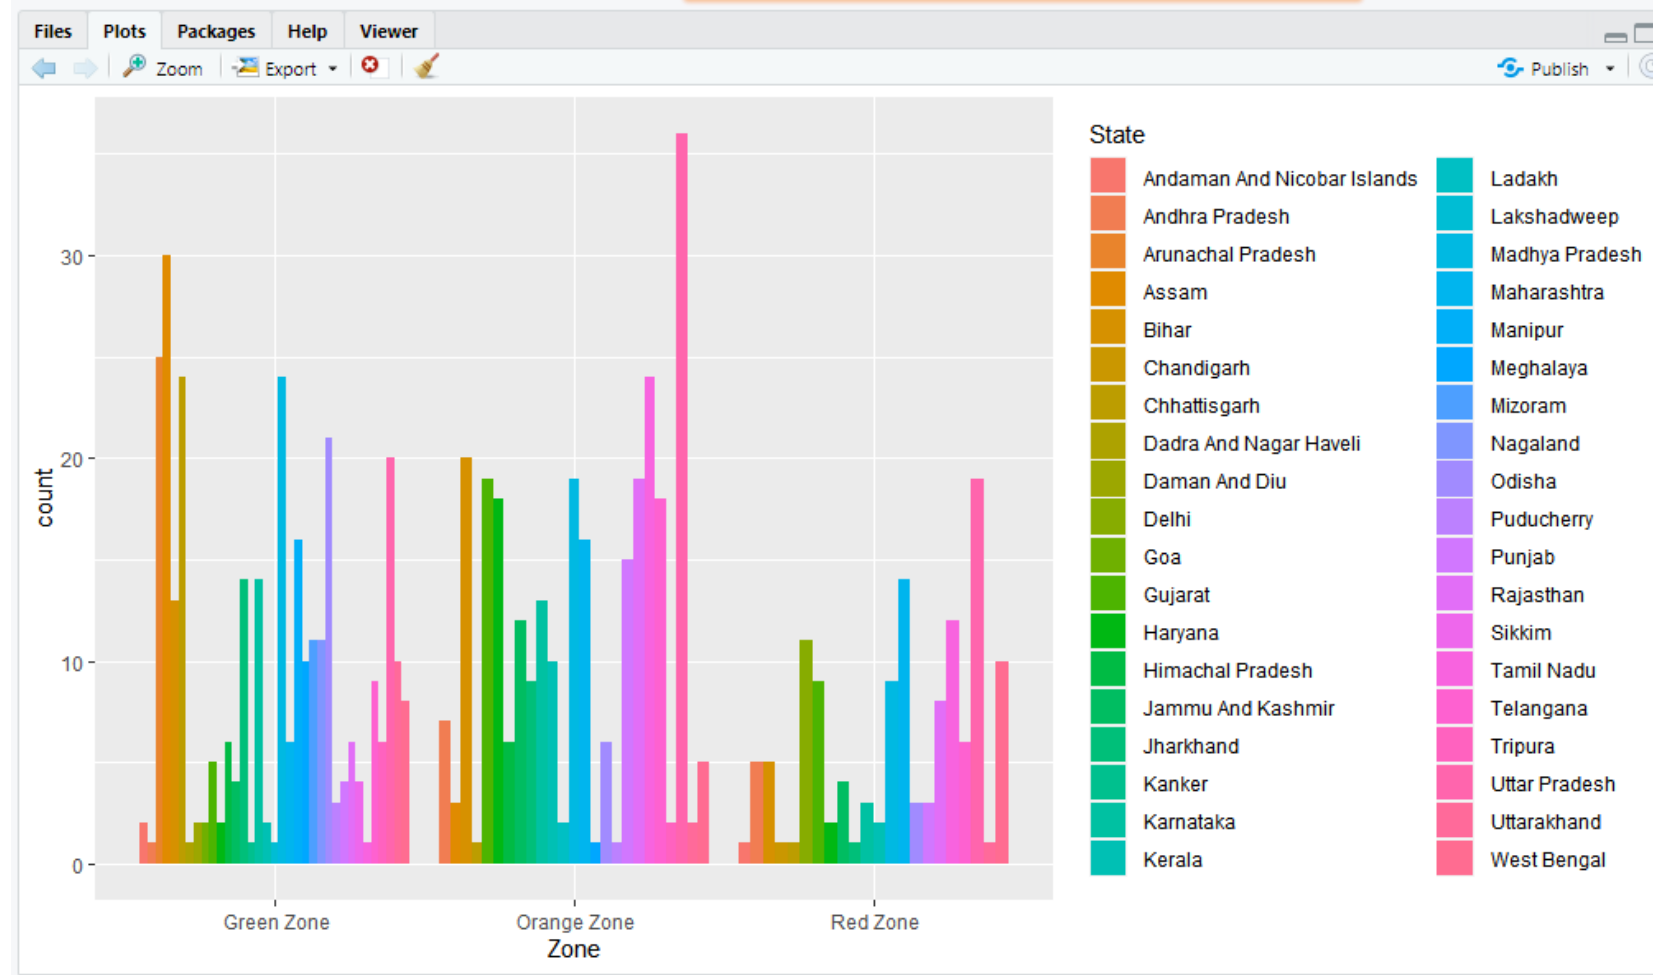 Files Plots Packages Help Viewer
Zoom Export Publish
State
Andaman And Nicobar Islands
Andhra Pradesh
Arunachal Pradesh
Assam
Bihar
Chandigarh
Chhattisgarh
Dadra And Nagar Haveli
Daman And Diu
Delhi
Goa
Gujarat
Haryana
Himachal Pradesh
Jammu And Kashmir
Jharkhand
Kanker
Karnataka
Kerala
Ladakh
Lakshadweep
Madhya Pradesh
Maharashtra
Manipur
Meghalaya
Mizoram
Nagaland
Odisha
Puducherry
Punjab
Rajasthan
Sikkim
Tamil Nadu
Telangana
Tripura
Uttar Pradesh
Uttarakhand
West Bengal
30
20
10
0
count
Green Zone Orange Zone Red Zone
Zone